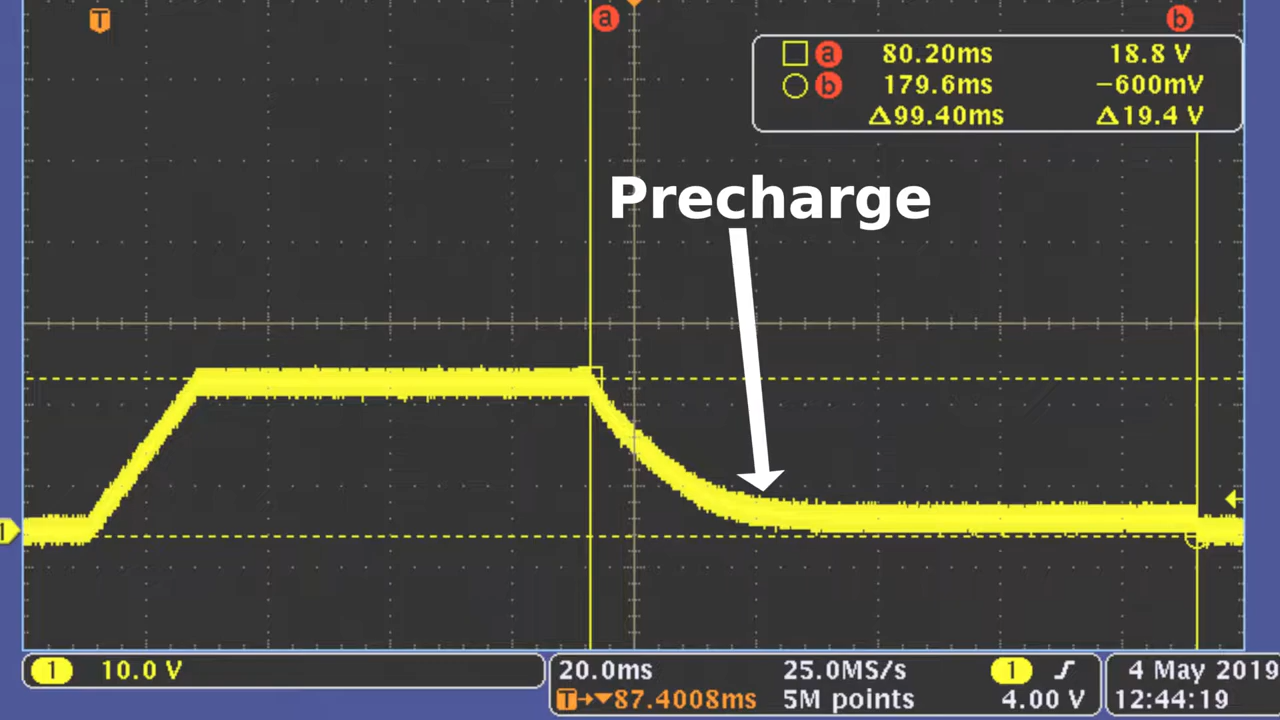 T
a
b
a 80.20ms 18.8 V
b 179.6ms −600mV
Δ99.40ms Δ19.4 V
Precharge
1
1 10.0 V
20.0ms 25.0MS/s 1
T→▼87.4008ms 5M points 4.00 V
4 May 2019
12:44:19